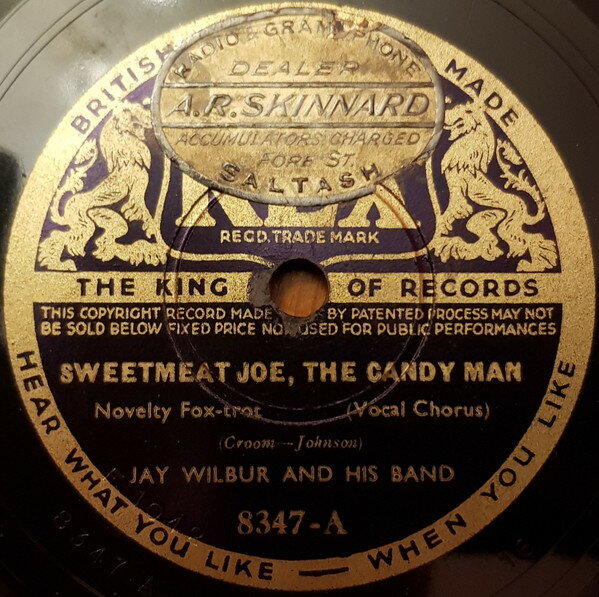 BRITISH MADE
RADIO & GRAMOPHONE
DEALER
A.R. SKINNARD
ACCUMULATORS CHARGED
FORE ST.
SALTASH
REX
REGD. TRADE MARK
THE KING OF RECORDS
THIS COPYRIGHT RECORD MADE BY PATENTED PROCESS MAY NOT
BE SOLD BELOW FIXED PRICE NOR USED FOR PUBLIC PERFORMANCES
SWEETMEAT JOE, THE CANDY MAN
Novelty Fox-trot (Vocal Chorus)
(Croom—Johnson)
JAY WILBUR AND HIS BAND
8347-A
HEAR WHAT YOU LIKE — WHEN YOU LIKE